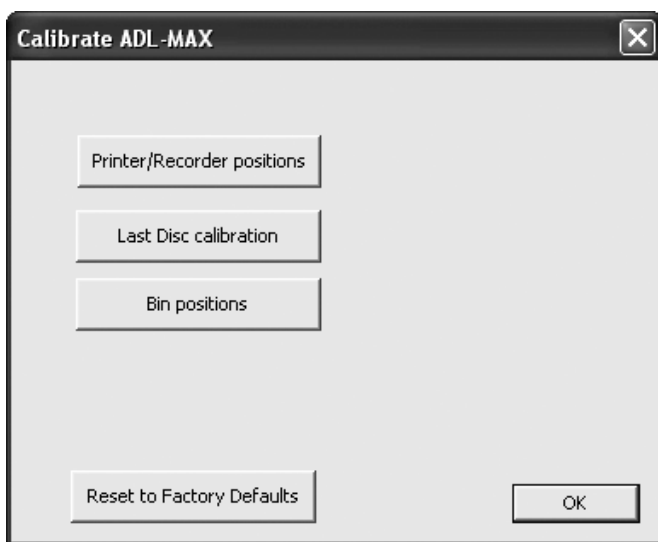 Calibrate ADL-MAX
Printer/Recorder positions
Last Disc calibration
Bin positions
Reset to Factory Defaults
OK